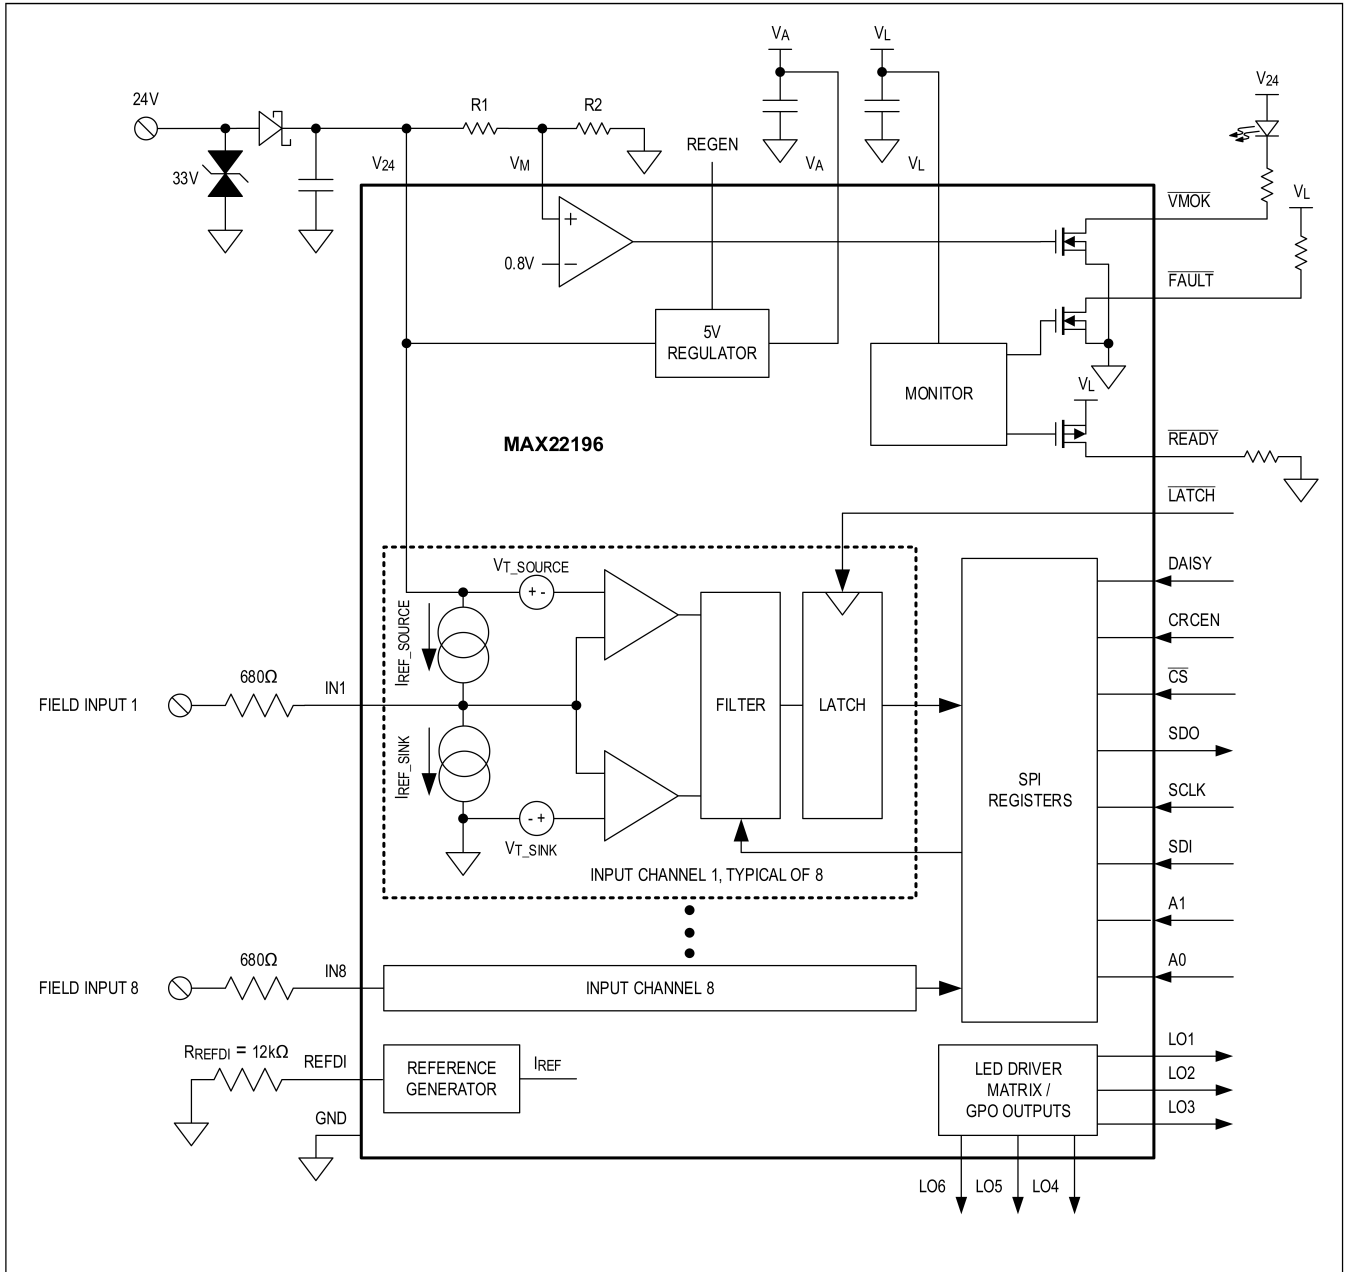 VA
VL
V24
24V
R1
R2
REGEN
33V
V24
VM
VA
VL
VMOK
VL
+
0.8V
−
FAULT
5V
REGULATOR
MONITOR
VL
MAX22196
READY
LATCH
VT_SOURCE
+ -
IREF_SOURCE
DAISY
CRCEN
680Ω
IN1
CS
FIELD INPUT 1
FILTER
LATCH
SDO
IREF_SINK
SPI
REGISTERS
SCLK
- +
VT_SINK
SDI
INPUT CHANNEL 1, TYPICAL OF 8
A1
680Ω
IN8
A0
FIELD INPUT 8
INPUT CHANNEL 8
RREFDI = 12kΩ
REFDI
REFERENCE
GENERATOR
IREF
LED DRIVER
MATRIX /
GPO OUTPUTS
LO1
LO2
LO3
GND
LO6
LO5
LO4